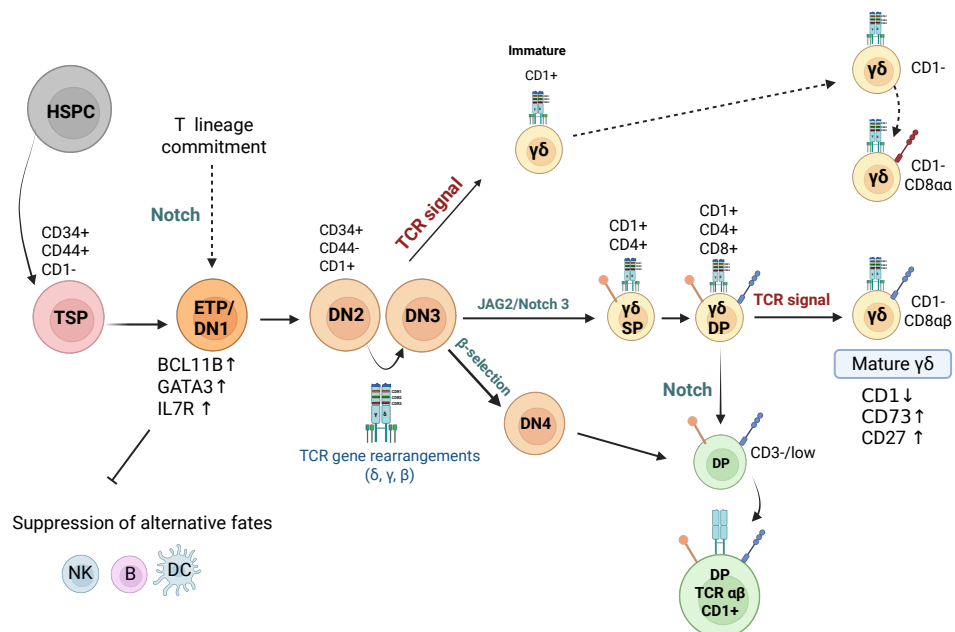 HSPC
T lineage
commitment
Notch
CD34+
CD44+
CD1-
TSP
ETP/
DN1
BCL11B↑
GATA3↑
IL7R ↑
Suppression of alternative fates
NK
B
DC
CD34+
CD44-
CD1+
DN2
DN3
TCR gene rearrangements
(δ, γ, β)
γ δ
CDR1
CDR2
CDR3
TCR signal
Immature
CD1+
γδ
JAG2/Notch 3
β-selection
DN4
CD1+
CD4+
γδ
SP
CD1+
CD4+
CD8+
γδ
DP
TCR signal
Notch
DP
CD3-/low
DP
TCR αβ
CD1+
γδ
CD1-
γδ
CD1-
CD8αα
γδ
CD1-
CD8αβ
Mature γδ
CD1↓
CD73↑
CD27 ↑